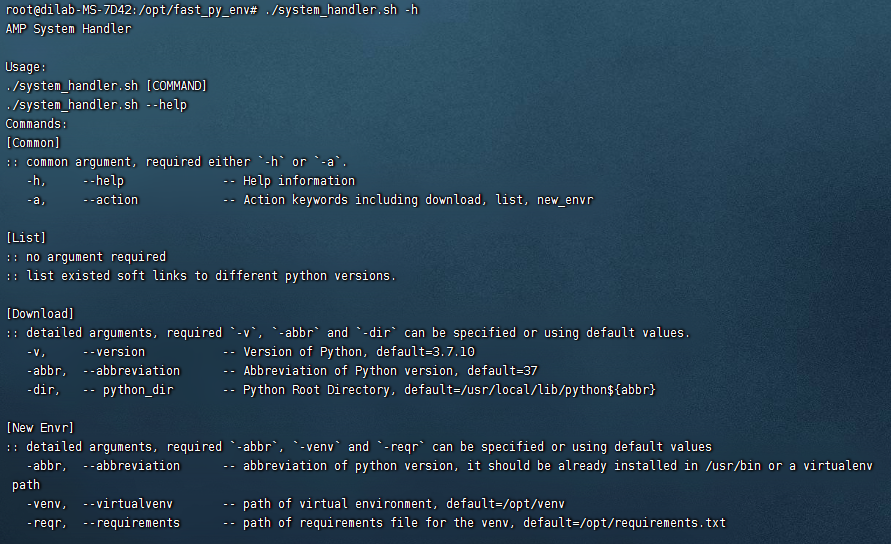 root@dilab-MS-7D42:/opt/fast_py_env# ./system_handler.sh -h
AMP System Handler

Usage:
./system_handler.sh [COMMAND]
./system_handler.sh --help
Commands:
[Common]
:: common argument, required either `-h` or `-a`.
   -h,     --help              -- Help information
   -a,     --action            -- Action keywords including download, list, new_envr

[List]
:: no argument required
:: list existed soft links to different python versions.

[Download]
:: detailed arguments, required `-v`, `-abbr` and `-dir` can be specified or using default values.
   -v,     --version           -- Version of Python, default=3.7.10
   -abbr,  --abbreviation      -- Abbreviation of Python version, default=37
   -dir,   -- python_dir       -- Python Root Directory, default=/usr/local/lib/python${abbr}

[New Envr]
:: detailed arguments, required `-abbr`, `-venv` and `-reqr` can be specified or using default values
   -abbr,  --abbreviation      -- abbreviation of python version, it should be already installed in /usr/bin or a virtualenv
 path
   -venv,  --virtualvenv       -- path of virtual environment, default=/opt/venv
   -reqr,  --requirements      -- path of requirements file for the venv, default=/opt/requirements.txt